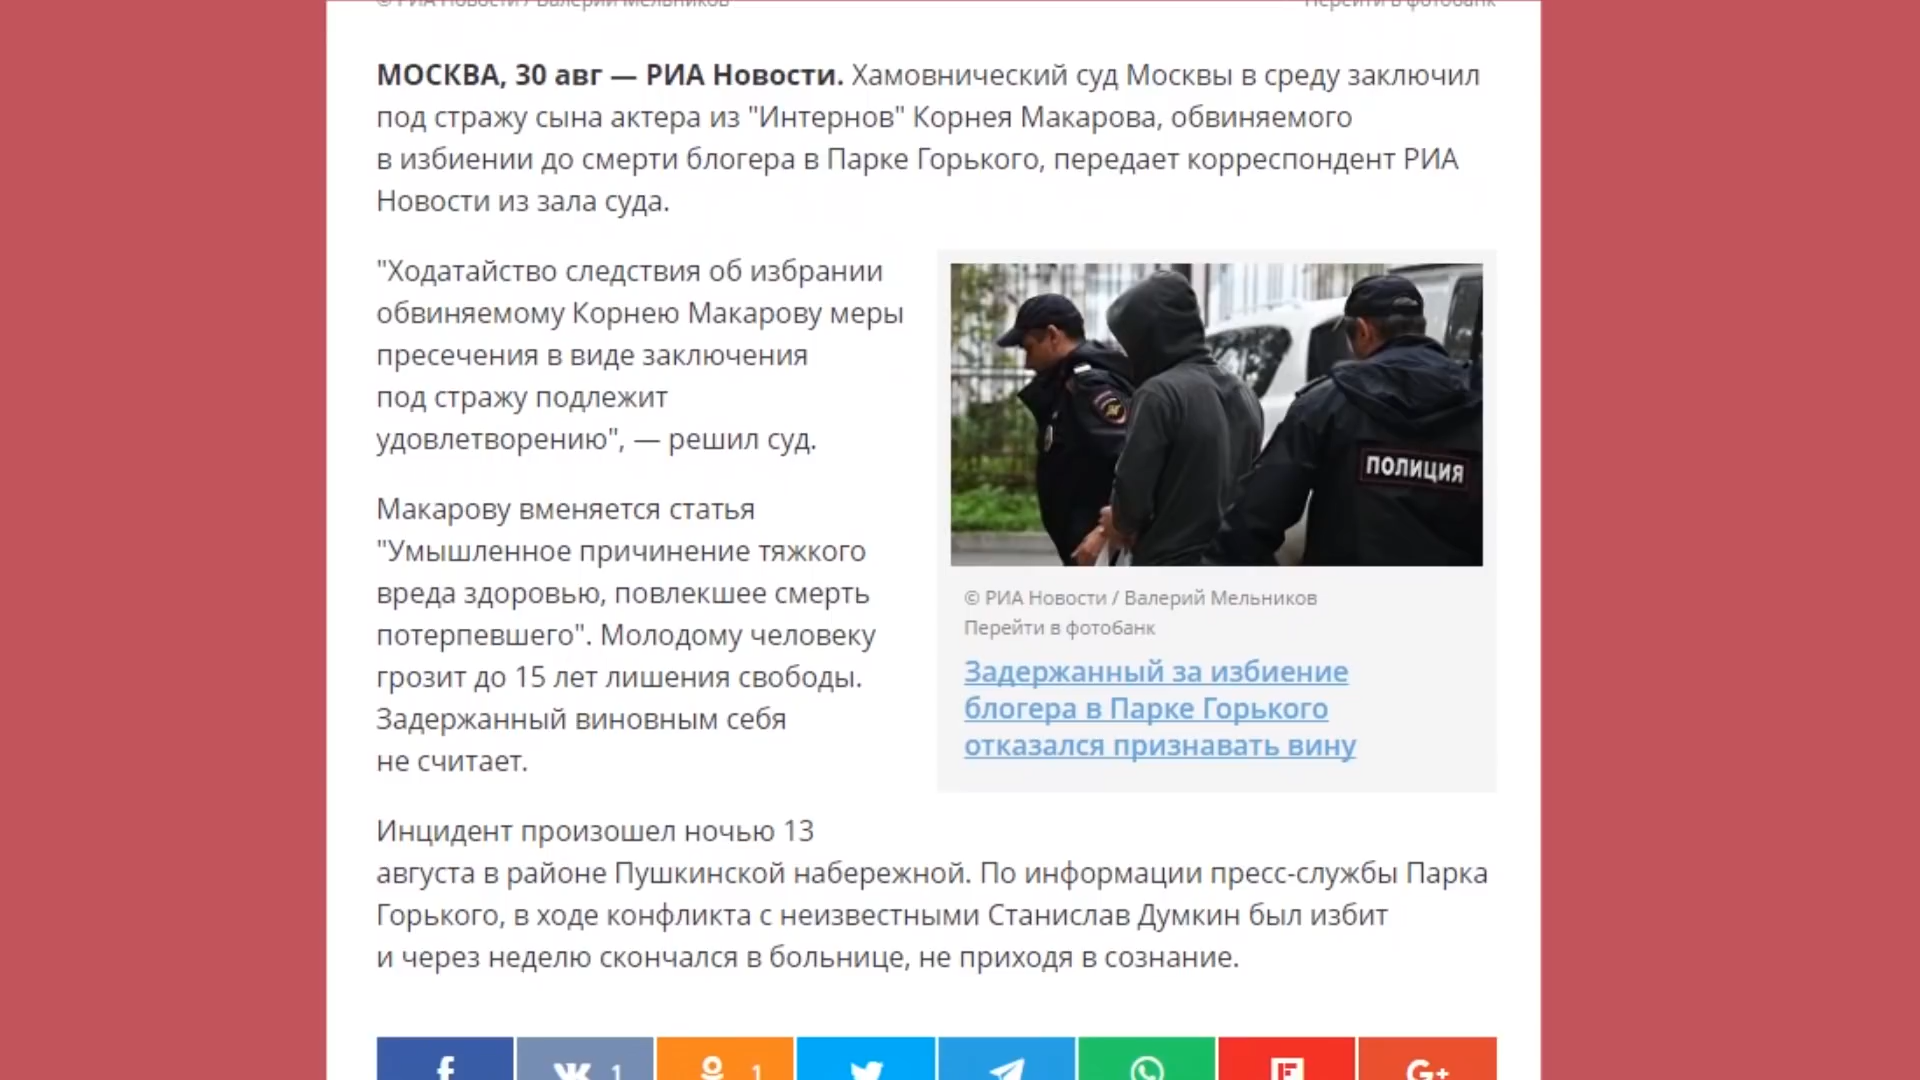 © РИА Новости / Валерий Мельников
Перейти в фотобанк
МОСКВА, 30 авг — РИА Новости. Хамовнический суд Москвы в среду заключил
под стражу сына актера из "Интернов" Корнея Макарова, обвиняемого
в избиении до смерти блогера в Парке Горького, передает корреспондент РИА
Новости из зала суда.
"Ходатайство следствия об избрании
обвиняемому Корнею Макарову меры
пресечения в виде заключения
под стражу подлежит
удовлетворению", — решил суд.
Макарову вменяется статья
"Умышленное причинение тяжкого
вреда здоровью, повлекшее смерть
потерпевшего". Молодому человеку
грозит до 15 лет лишения свободы.
Задержанный виновным себя
не считает.
ПОЛИЦИЯ
© РИА Новости / Валерий Мельников
Перейти в фотобанк
Задержанный за избиение
блогера в Парке Горького
отказался признавать вину
Инцидент произошел ночью 13
августа в районе Пушкинской набережной. По информации пресс-службы Парка
Горького, в ходе конфликта с неизвестными Станислав Думкин был избит
и через неделю скончался в больнице, не приходя в сознание.
1
1
G+